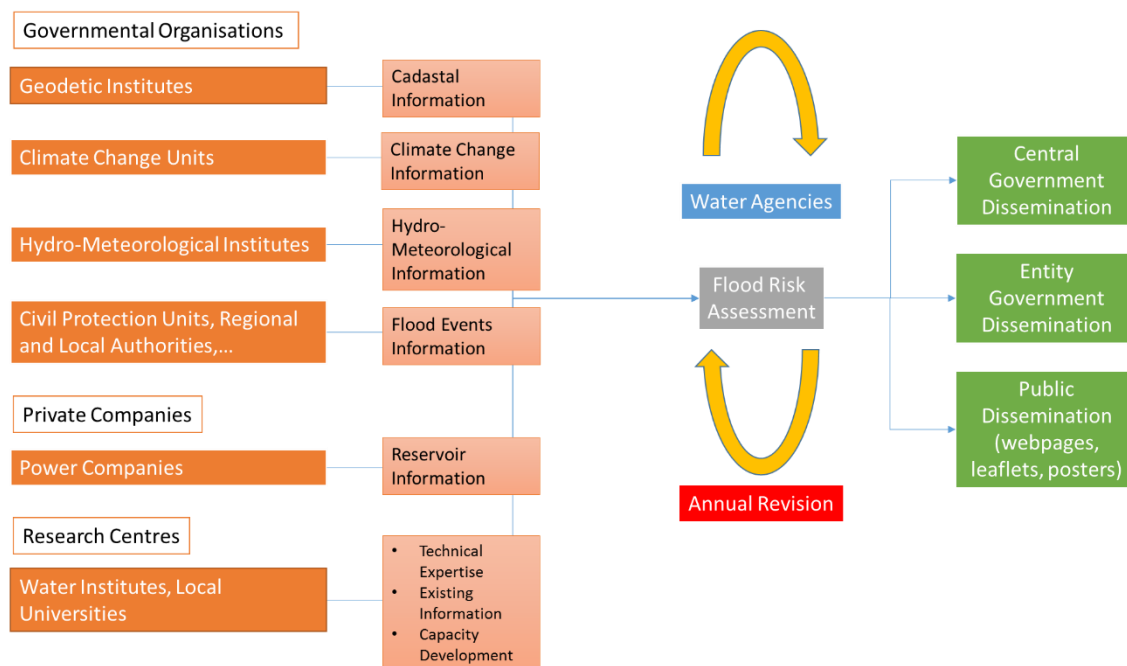 Governmental Organisations
Geodetic Institutes
Cadastal
Information
Climate Change Units
Climate Change
Information
Hydro-Meteorological Institutes
Hydro-
Meteorological
Information
Civil Protection Units, Regional
and Local Authorities,...
Flood Events
Information
Private Companies
Power Companies
Reservoir
Information
Research Centres
Water Institutes, Local
Universities
• Technical
Expertise
• Existing
Information
• Capacity
Development
Water Agencies
Flood Risk
Assessment
Annual Revision
Central
Government
Dissemination
Entity
Government
Dissemination
Public
Dissemination
(webpages,
leaflets, posters)